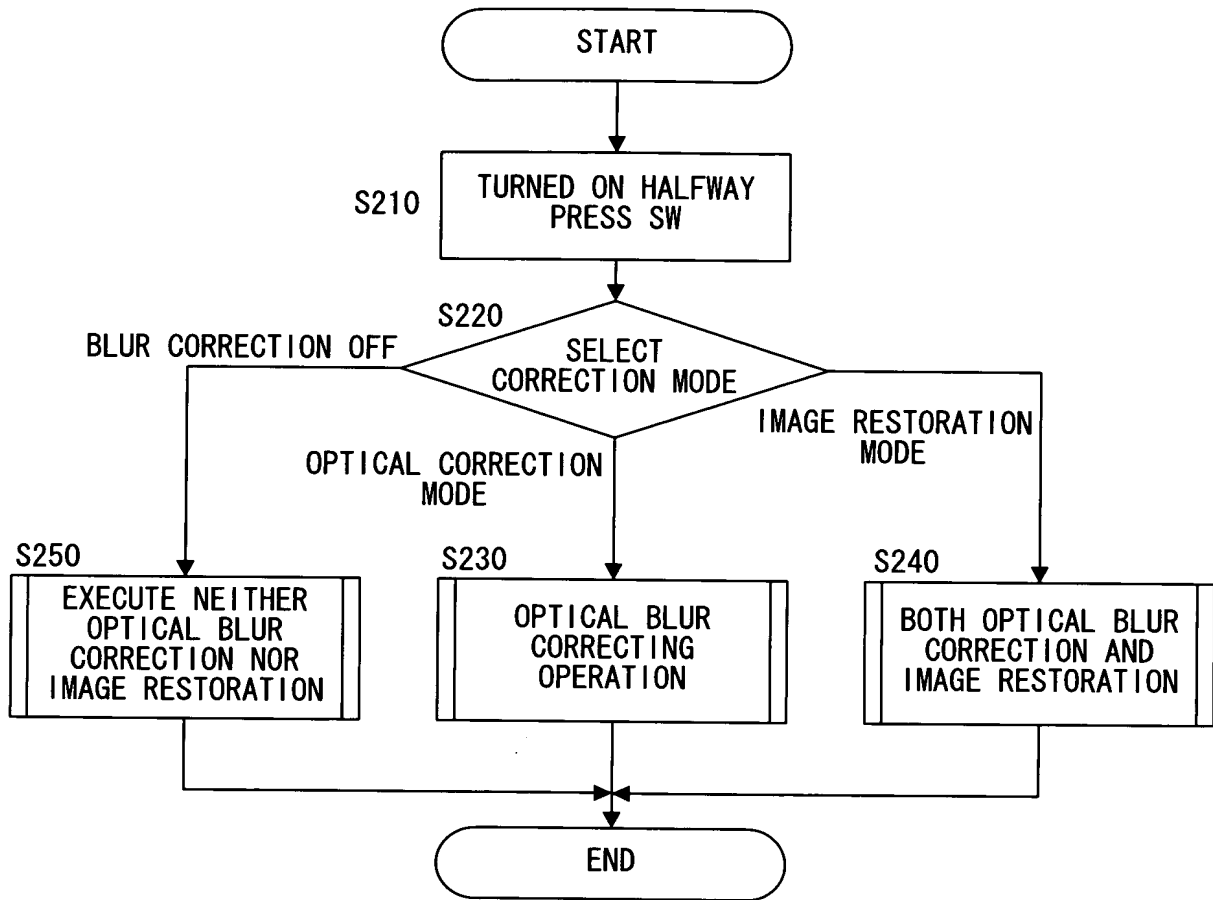 START
S210
TURNED ON HALFWAY
PRESS SW
S220
BLUR CORRECTION OFF
SELECT
CORRECTION MODE
IMAGE RESTORATION
MODE
OPTICAL CORRECTION
MODE
S250
EXECUTE NEITHER
OPTICAL BLUR
CORRECTION NOR
IMAGE RESTORATION
S230
OPTICAL BLUR
CORRECTING
OPERATION
S240
BOTH OPTICAL BLUR
CORRECTION AND
IMAGE RESTORATION
END